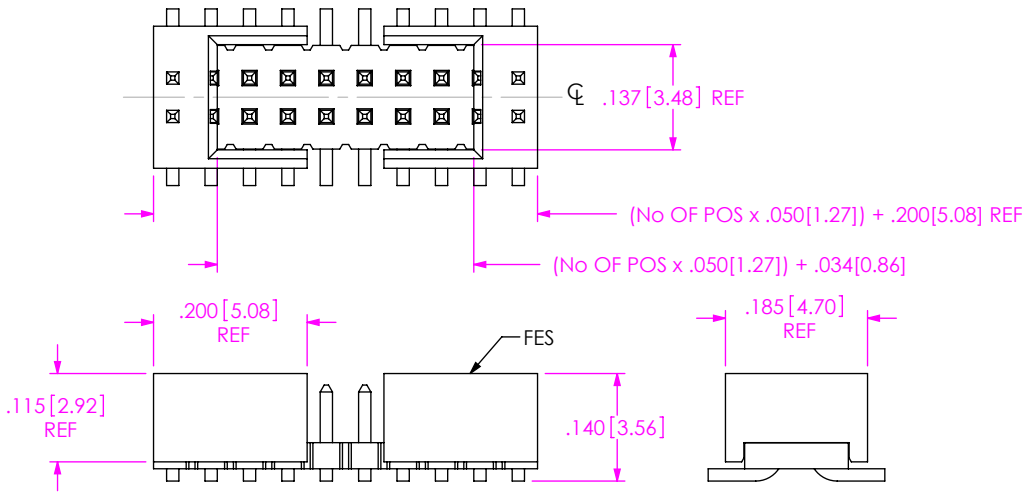 ℄ .137[3.48] REF
(No OF POS x .050[1.27]) + .200[5.08] REF
(No OF POS x .050[1.27]) + .034[0.86]
.200[5.08]
REF
.185[4.70]
REF
FES
.115[2.92]
REF
.140[3.56]